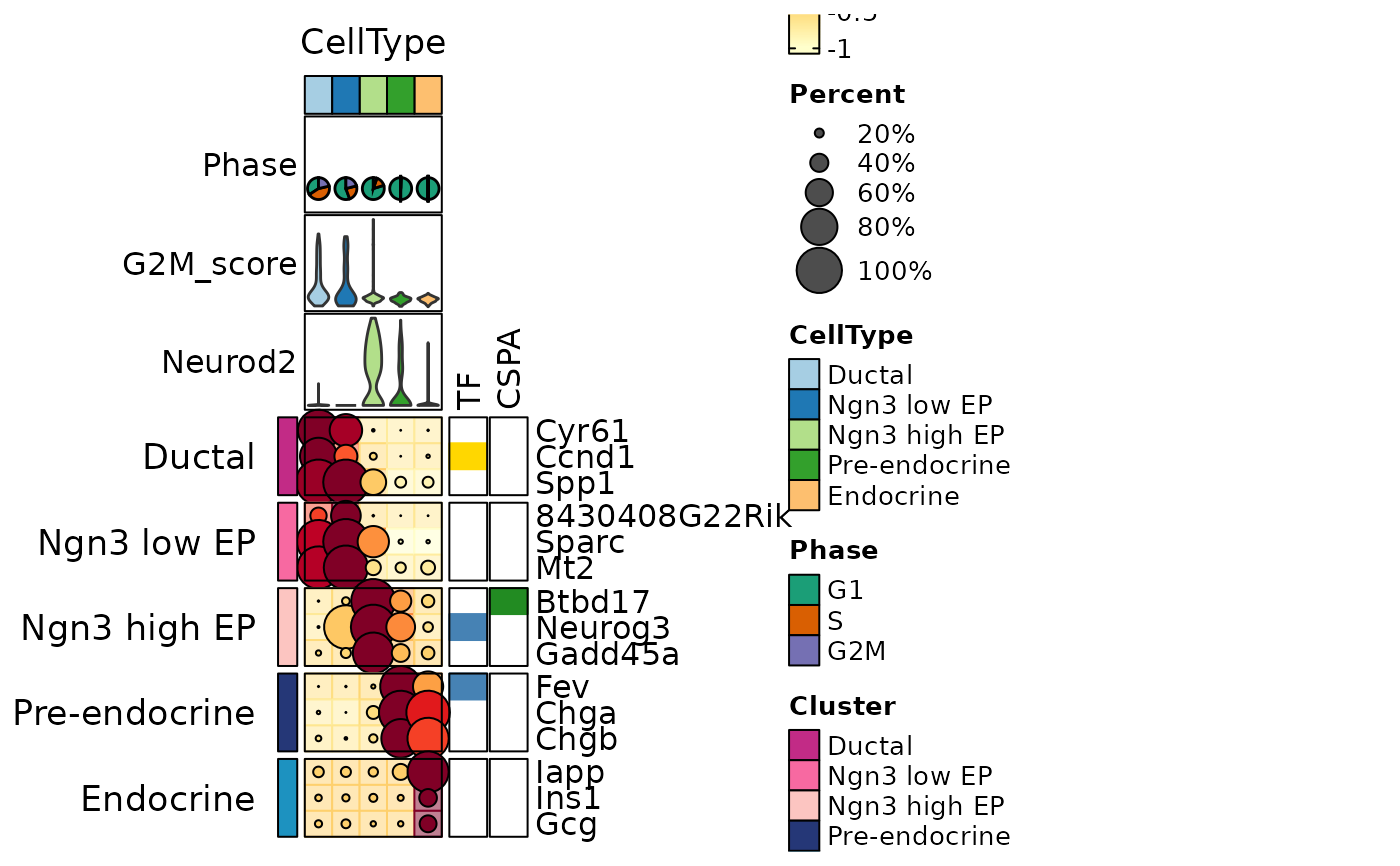 CellType
Phase
G2M_score
Neurod2
TF
CSPA
Ductal
Cyr61
Ccnd1
Spp1
Ngn3 low EP
8430408G22Rik
Sparc
Mt2
Ngn3 high EP
Btbd17
Neurog3
Gadd45a
Pre-endocrine
Fev
Chga
Chgb
Endocrine
Iapp
Ins1
Gcg
-0.5
-1
Percent
20%
40%
60%
80%
100%
CellType
Ductal
Ngn3 low EP
Ngn3 high EP
Pre-endocrine
Endocrine
Phase
G1
S
G2M
Cluster
Ductal
Ngn3 low EP
Ngn3 high EP
Pre-endocrine